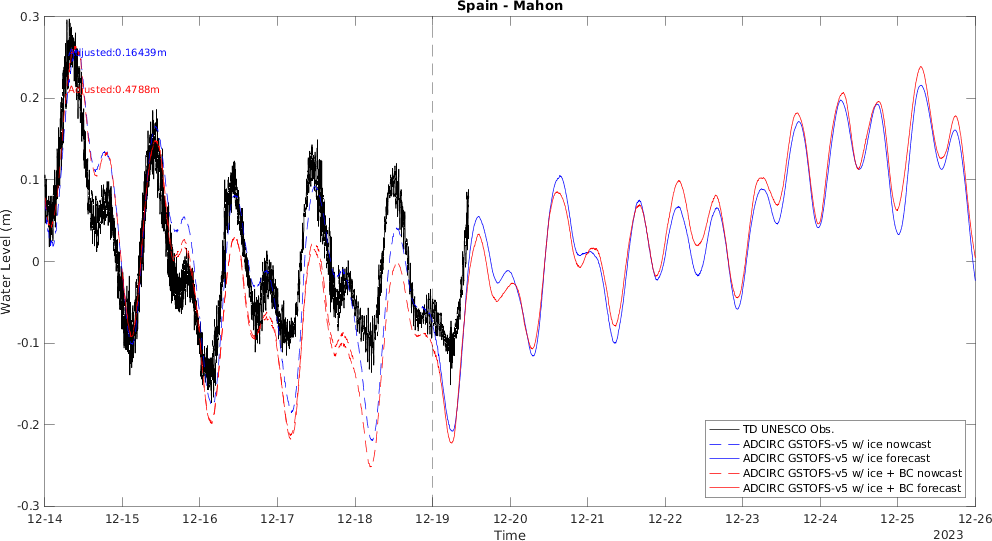 Spain - Mahon
0.3
0.2
0.1
0
-0.1
-0.2
-0.3
Water Level (m)
Adjusted:0.16439m
Adjusted:0.4788m
TD UNESCO Obs.
ADCIRC GSTOFS-v5 w/ ice nowcast
ADCIRC GSTOFS-v5 w/ ice forecast
ADCIRC GSTOFS-v5 w/ ice + BC nowcast
ADCIRC GSTOFS-v5 w/ ice + BC forecast
12-14 12-15 12-16 12-17 12-18 12-19 12-20 12-21 12-22 12-23 12-24 12-25 12-26
Time
2023